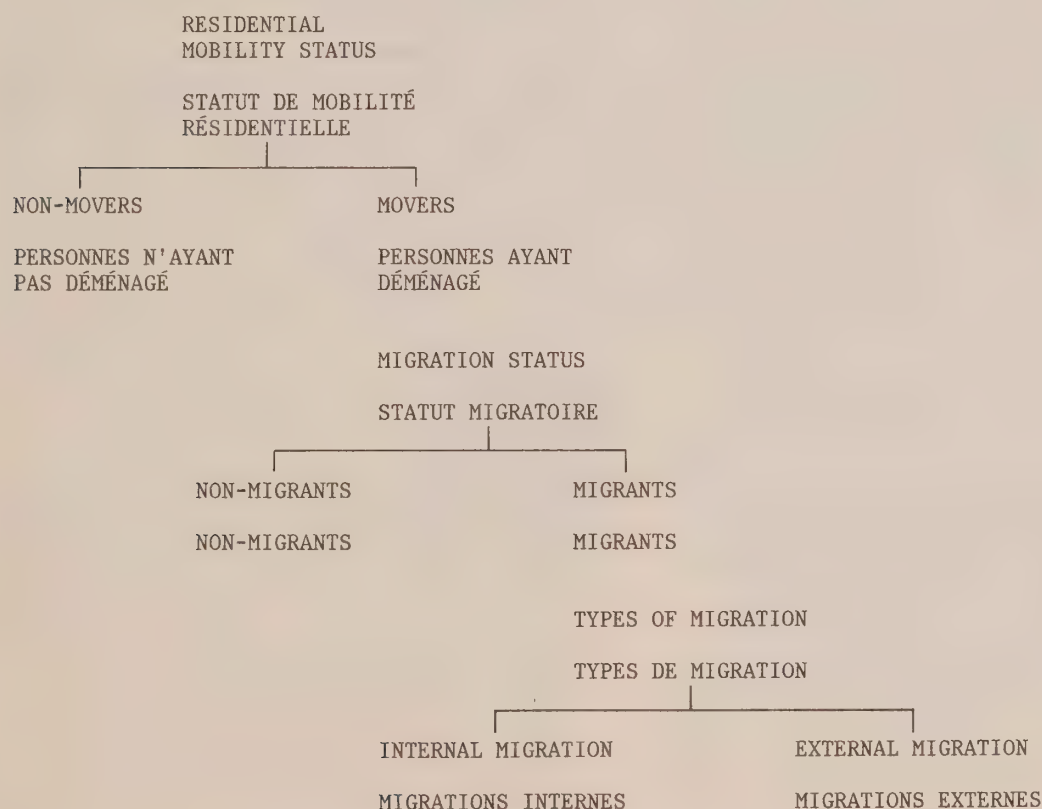 RESIDENTIAL
MOBILITY STATUS
STATUT DE MOBILITÉ
RÉSIDENTIELLE
NON-MOVERS
PERSONNES N'AYANT
PAS DÉMÉNAGÉ
MOVERS
PERSONNES AYANT
DÉMÉNAGÉ
MIGRATION STATUS
STATUT MIGRATOIRE
NON-MIGRANTS
NON-MIGRANTS
MIGRANTS
MIGRANTS
TYPES OF MIGRATION
TYPES DE MIGRATION
INTERNAL MIGRATION
MIGRATIONS INTERNES
EXTERNAL MIGRATION
MIGRATIONS EXTERNES